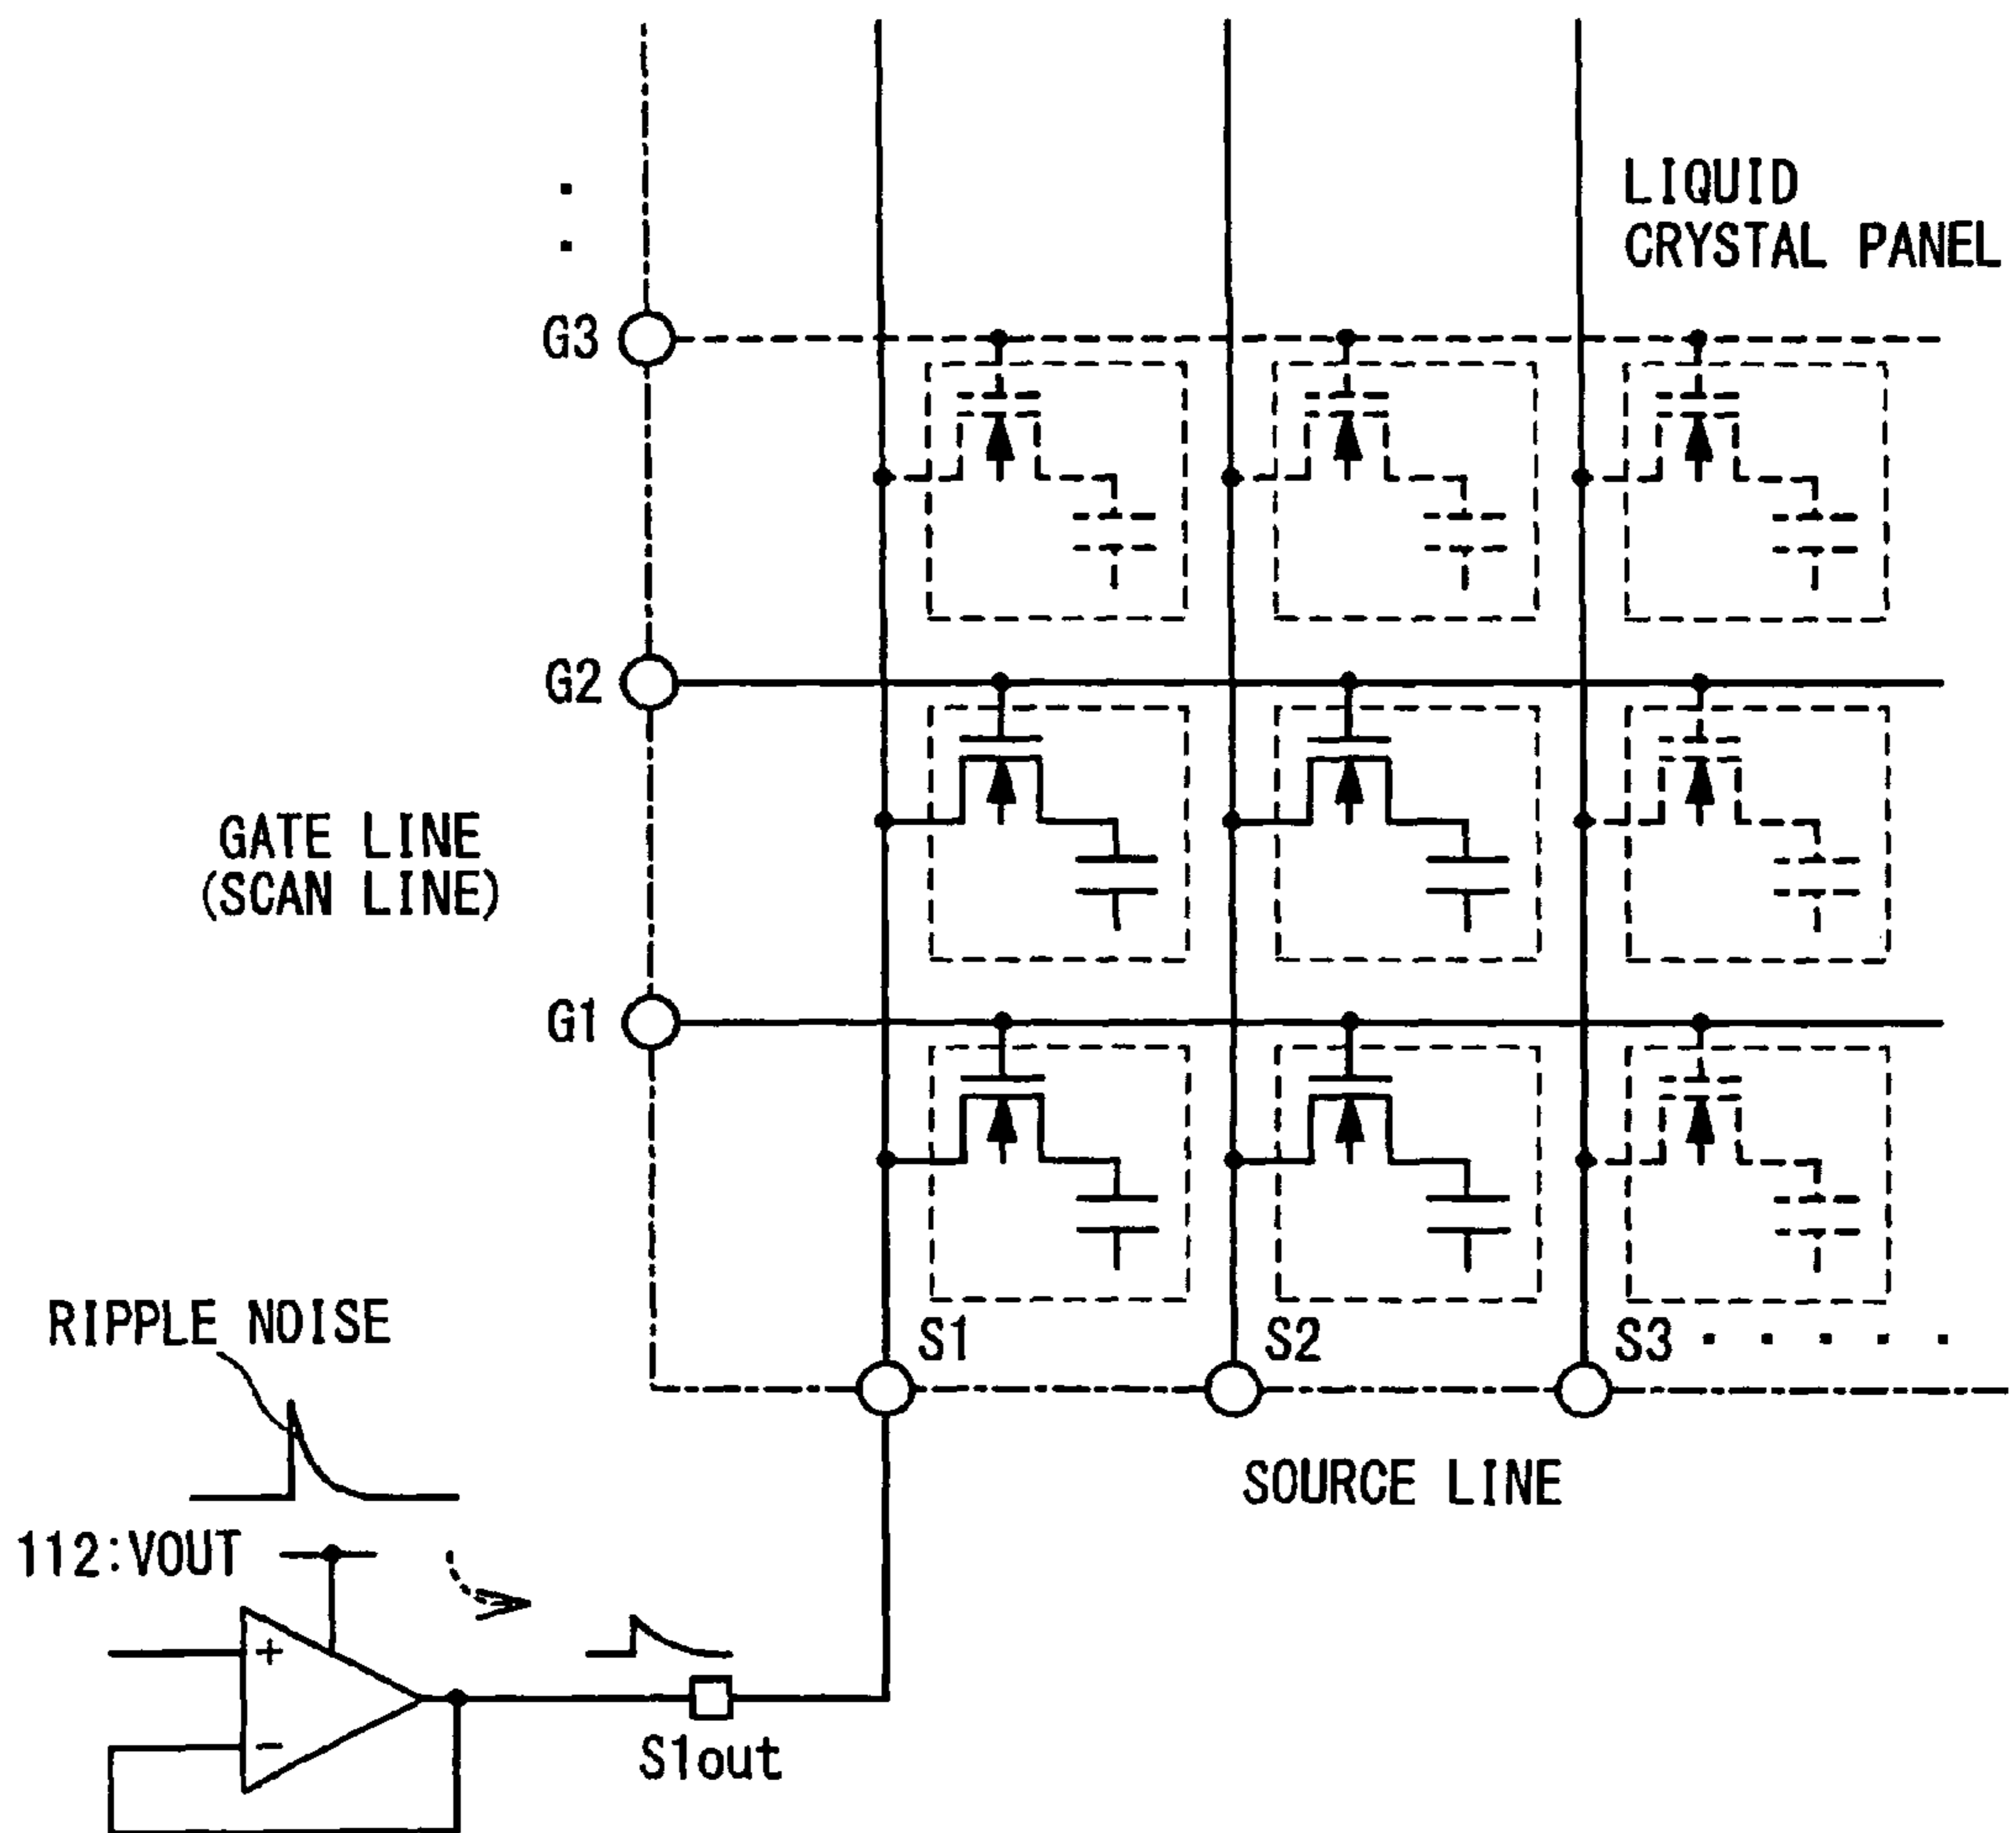 LIQUID
CRYSTAL PANEL
G3
G2
GATE LINE
(SCAN LINE)
G1
RIPPLE NOISE
S1
S2
S3 . . . . .
SOURCE LINE
112:VOUT
+
−
S1out